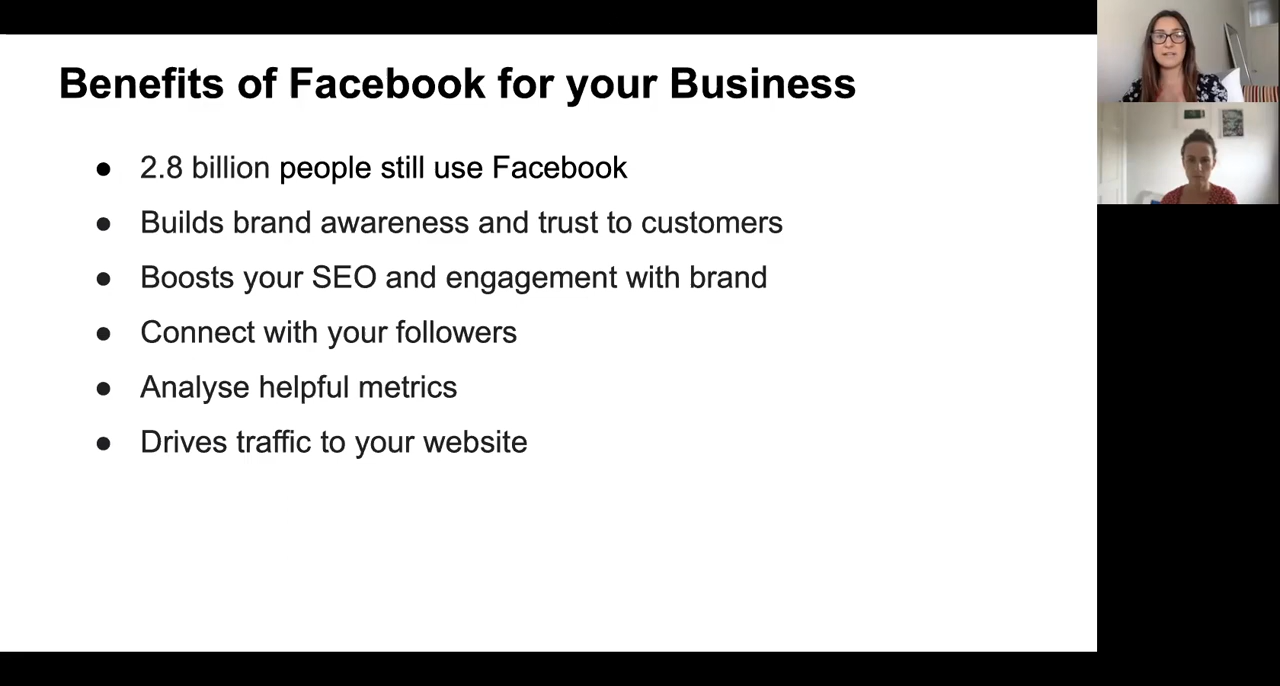 Benefits of Facebook for your Business
● 2.8 billion people still use Facebook
● Builds brand awareness and trust to customers
● Boosts your SEO and engagement with brand
● Connect with your followers
● Analyse helpful metrics
● Drives traffic to your website